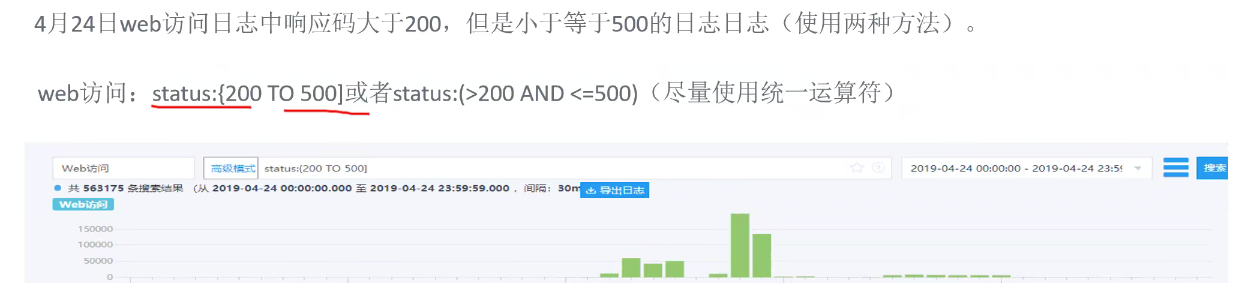 4月24日web访问日志中响应码大于200，但是小于等于500的日志日志（使用两种方法）。
web访问：status:{200 TO 500]或者status:(>200 AND <=500)（尽量使用统一运算符）
Web访问 高级模式 status:{200 TO 500] 2019-04-24 00:00:00 - 2019-04-24 23:59 搜索
共 563175 条搜索结果 （从 2019-04-24 00:00:00.000 至 2019-04-24 23:59:59.000 ，间隔：30m 导出日志
Web访问
150000
100000
50000
0